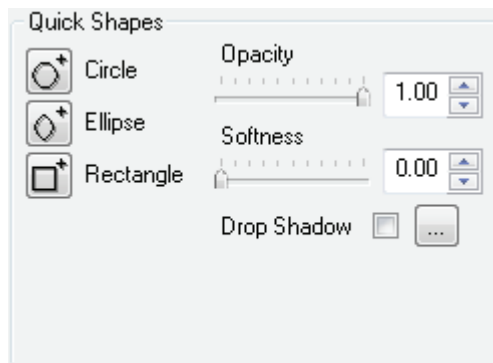 Quick Shapes
Circle
Ellipse
Rectangle
Opacity
1.00
Softness
0.00
Drop Shadow ...